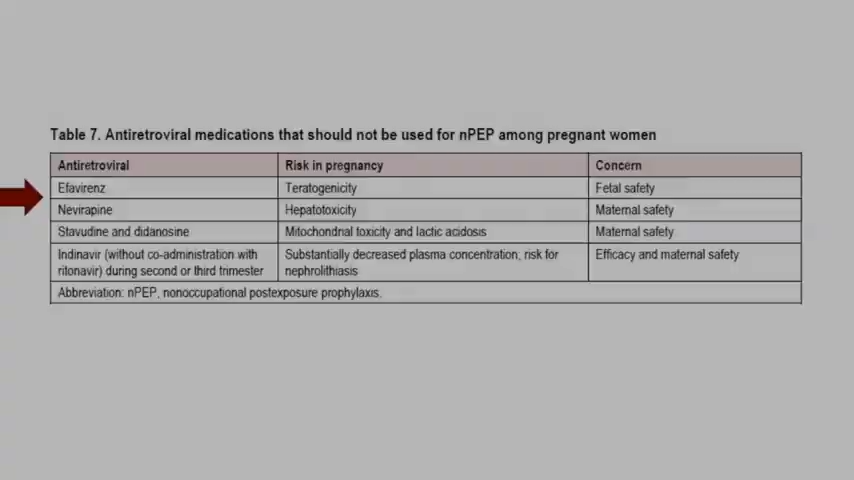 Table 7. Antiretroviral medications that should not be used for nPEP among pregnant women
Antiretroviral Risk in pregnancy Concern
Efavirenz Teratogenicity Fetal safety
Nevirapine Hepatotoxicity Maternal safety
Stavudine and didanosine Mitochondrial toxicity and lactic acidosis Maternal safety
Indinavir (without co-administration with Substantially decreased plasma concentration; risk for Efficacy and maternal safety
ritonavir) during second or third trimester nephrolithiasis
Abbreviation: nPEP, nonoccupational postexposure prophylaxis.